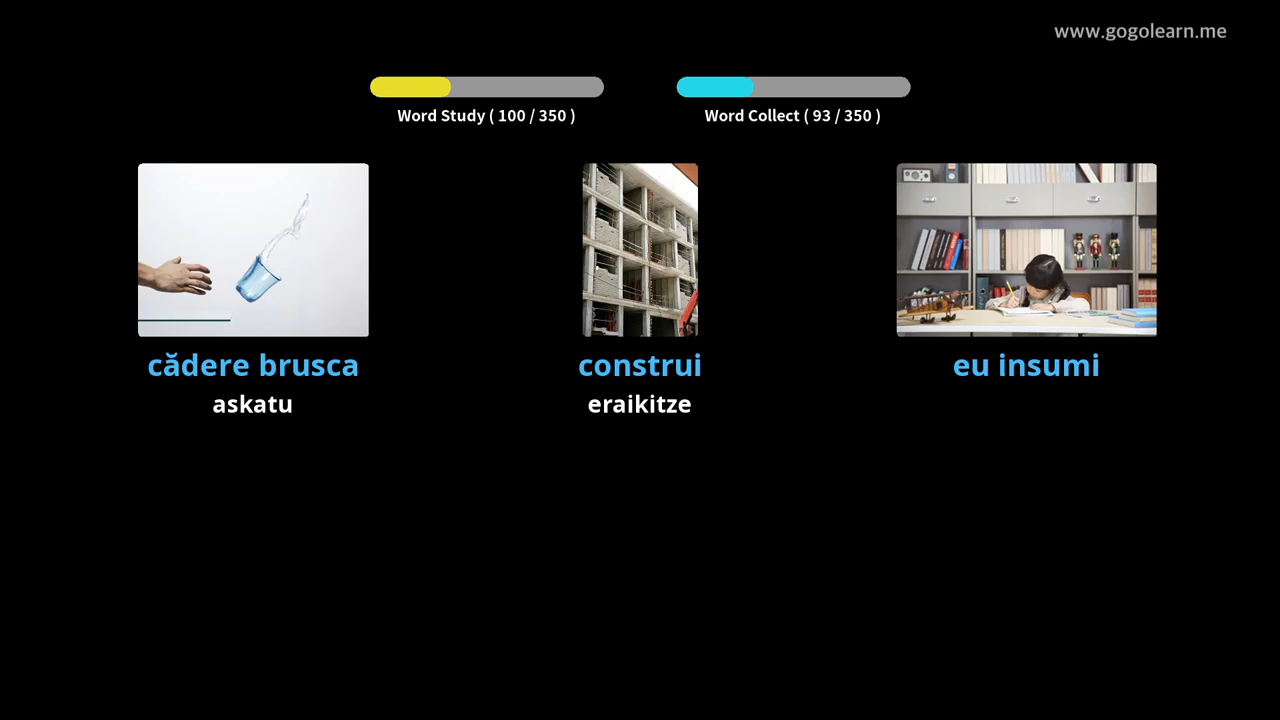 www.gogolearn.me
Word Study ( 100 / 350 )
Word Collect ( 93 / 350 )
cădere brusca
askatu
construi
eraikitze
eu insumi